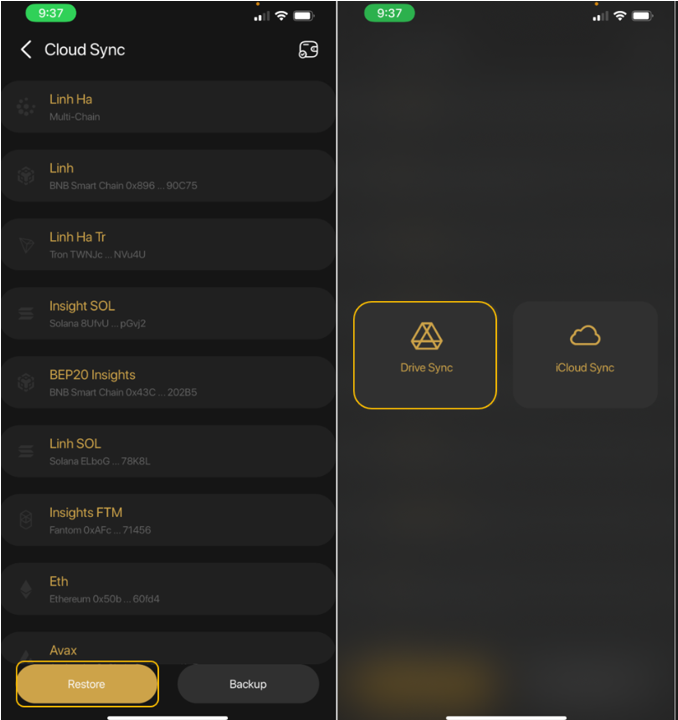 9:37
Cloud Sync
Linh Ha
Multi-Chain
Linh
BNB Smart Chain 0x896 ... 90C75
Linh Ha Tr
Tron TWNJc ... NVu4U
Insight SOL
Solana 8UfvU ... pGvj2
BEP20 Insights
BNB Smart Chain 0x43C ... 202B5
Linh SOL
Solana ELboG ... 78K8L
Insights FTM
Fantom 0xAFc ... 71456
Eth
Ethereum 0x50b ... 60fd4
Avax
Restore
Backup
9:37
Drive Sync
iCloud Sync